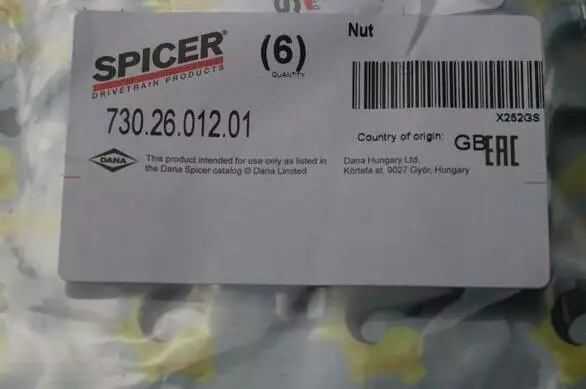 SPICER®
DRIVETRAIN PRODUCTS
(6)
QUANTITY
Nut
X252GS
730.26.012.01
Country of origin: GB
EAC
DANA
This product intended for use only as listed in
the Dana Spicer catalog © Dana Limited
Dana Hungary Ltd.
Körtefa st. 9027 Győr, Hungary